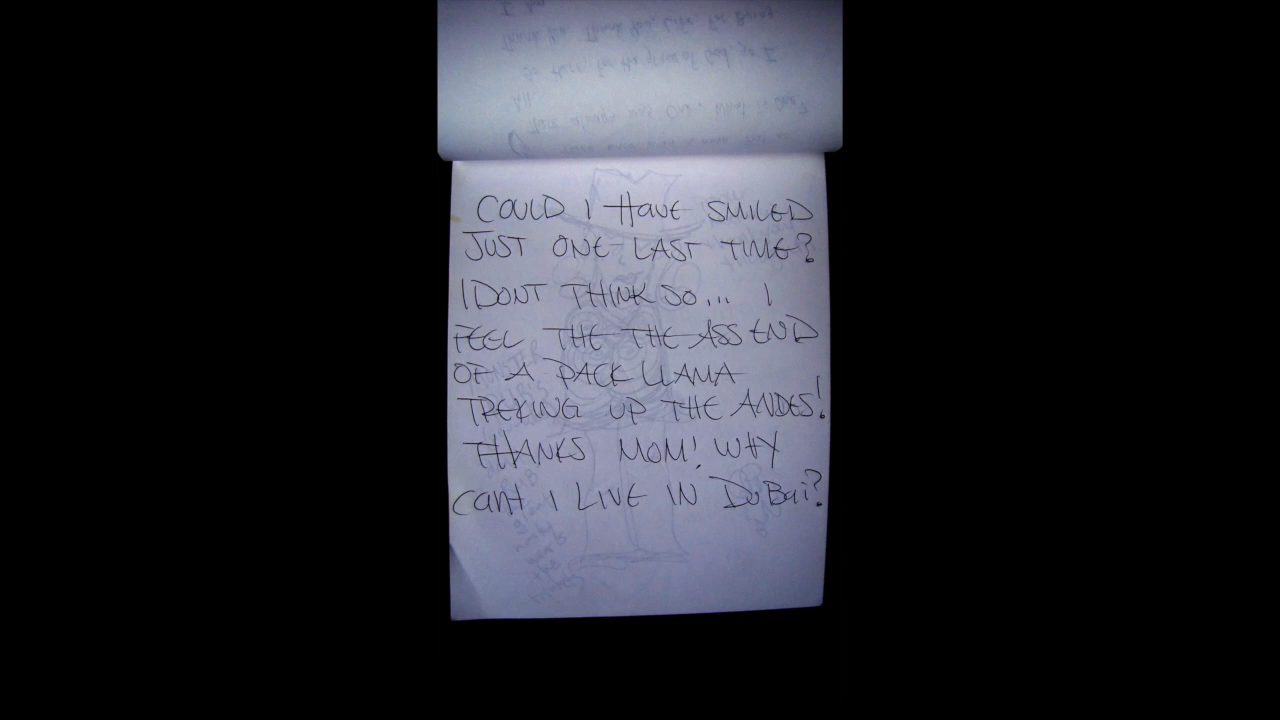 COULD I HAVE SMILED
JUST ONE LAST TIME?
I DONT THINK SO... I
FEEL THE THE ASS END
OF A PACK LLAMA
TREKING UP THE ANDES!
THANKS MOM! WHY
cant I LIVE IN DuBai?